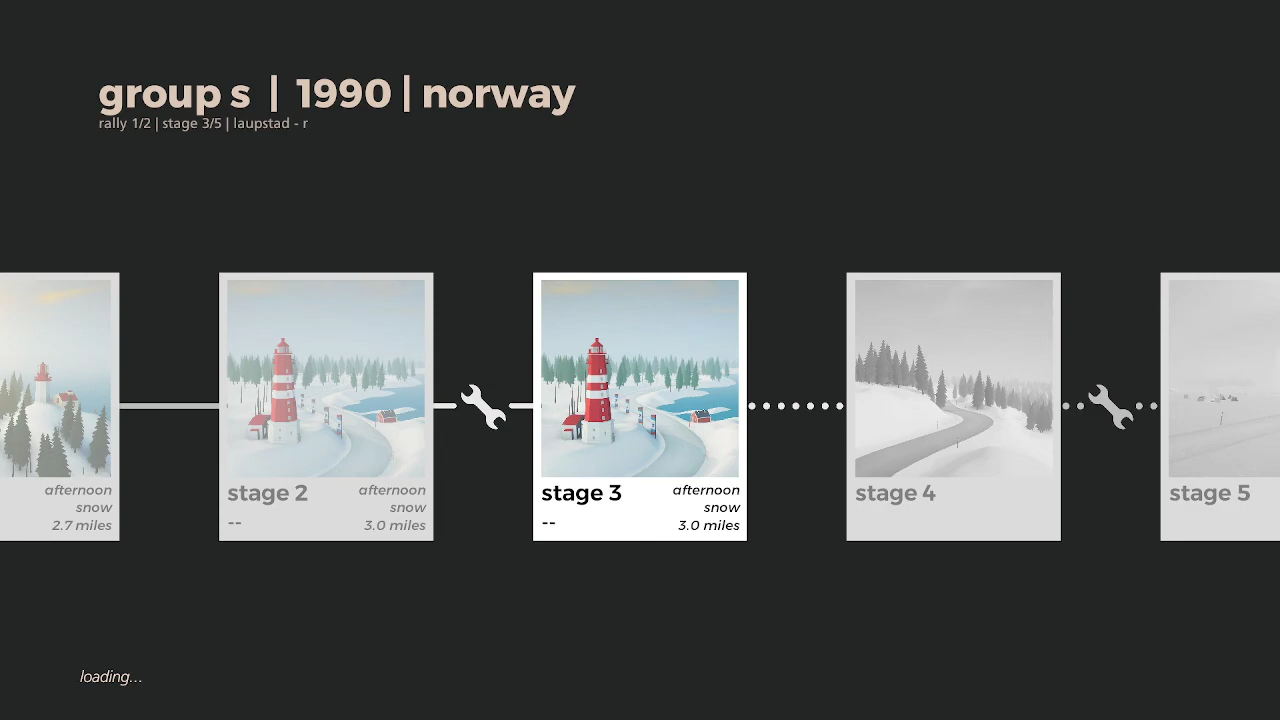 group s | 1990 | norway
rally 1/2 | stage 3/5 | laupstad - r
afternoon
snow
2.7 miles
stage 2
--
afternoon
snow
3.0 miles
stage 3
--
afternoon
snow
3.0 miles
stage 4
stage 5
loading...